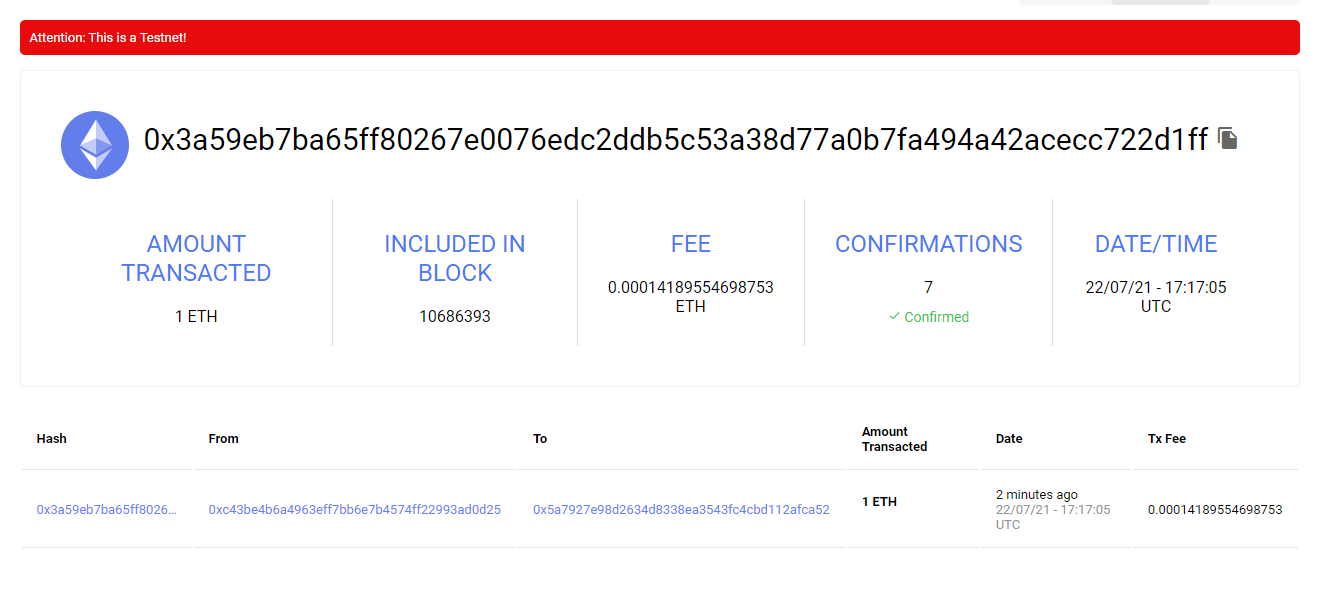 Attention: This is a Testnet!
0x3a59eb7ba65ff80267e0076edc2ddb5c53a38d77a0b7fa494a42acecc722d1ff
AMOUNT
TRANSACTED
1 ETH
INCLUDED IN
BLOCK
10686393
FEE
0.00014189554698753
ETH
CONFIRMATIONS
7
Confirmed
DATE/TIME
22/07/21 - 17:17:05
UTC
Hash
From
To
Amount
Transacted
Date
Tx Fee
0x3a59eb7ba65ff8026...
0xc43be4b6a4963eff7bb6e7b4574ff22993ad0d25
0x5a7927e98d2634d8338ea3543fc4cbd112afca52
1 ETH
2 minutes ago
22/07/21 - 17:17:05
UTC
0.00014189554698753